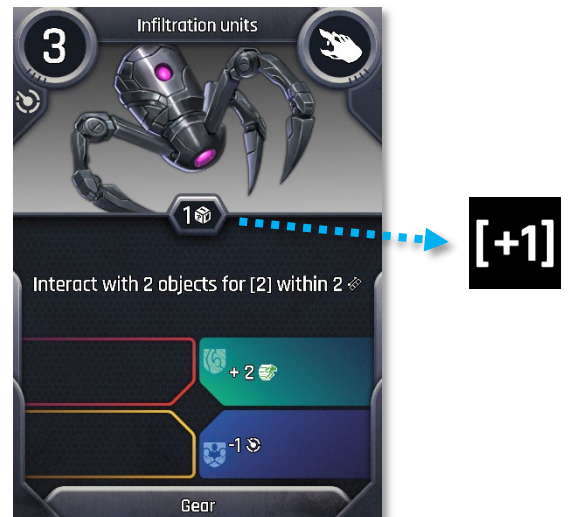 Infiltration units
3
1
[+1]
Interact with 2 objects for [2] within 2
+ 2
-1
Gear